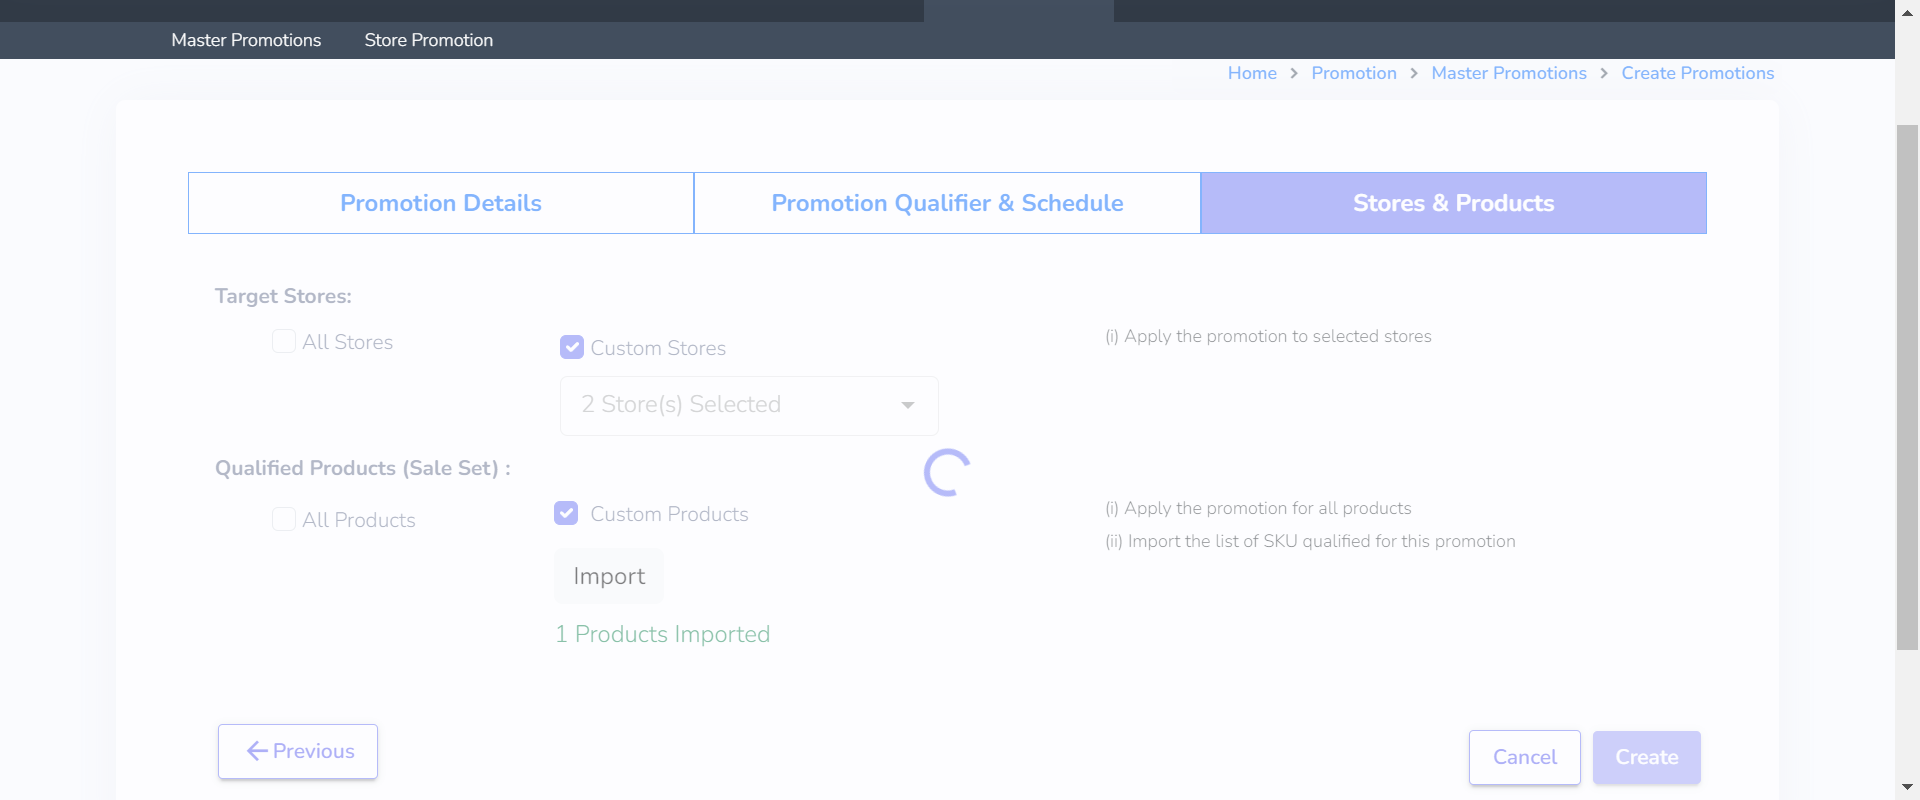 Master Promotions Store Promotion
Home > Promotion > Master Promotions > Create Promotions
Promotion Details Promotion Qualifier & Schedule Stores & Products
Target Stores:
All Stores Custom Stores (i) Apply the promotion to selected stores
2 Store(s) Selected
Qualified Products (Sale Set) :
All Products Custom Products (i) Apply the promotion for all products
(ii) Import the list of SKU qualified for this promotion
Import
1 Products Imported
Previous Cancel Create